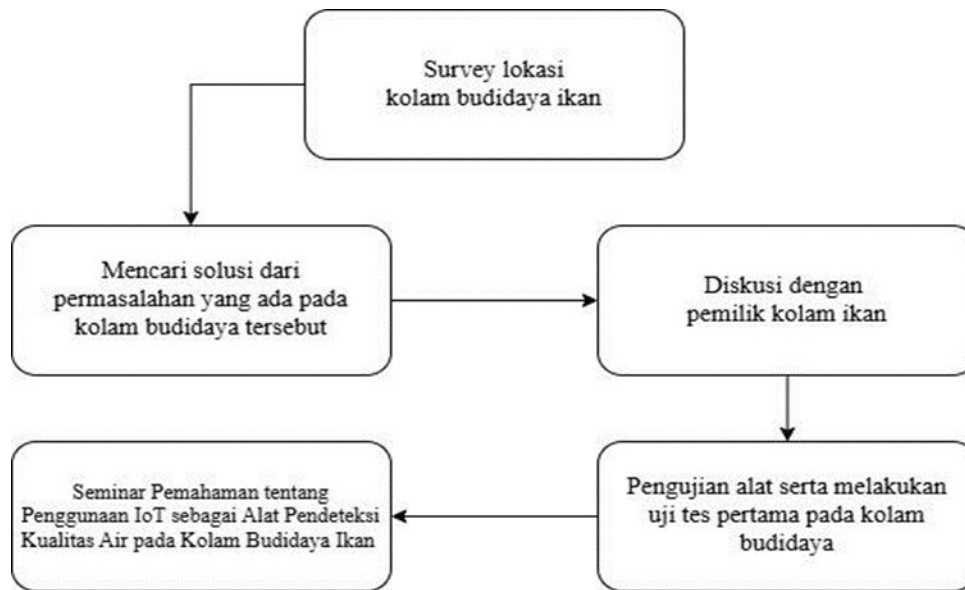 Survey lokasi
kolam budidaya ikan
Mencari solusi dari
permasalahan yang ada pada
kolam budidaya tersebut
Diskusi dengan
pemilik kolam ikan
Pengujian alat serta melakukan
uji tes pertama pada kolam
budidaya
Seminar Pemahaman tentang
Penggunaan IoT sebagai Alat Pendeteksi
Kualitas Air pada Kolam Budidaya Ikan